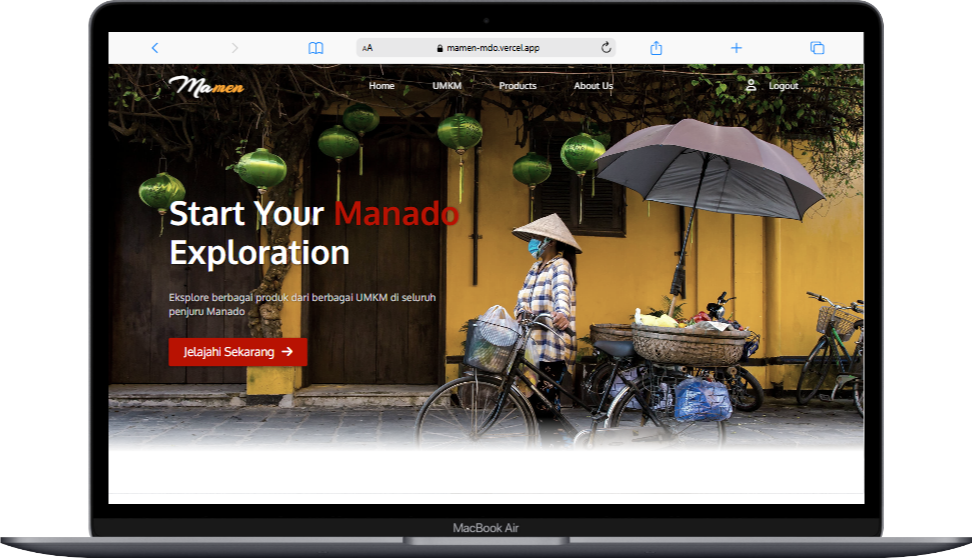 AA mamen-mdo.vercel.app
Mamen Home UMKM Products About Us Logout
Start Your Manado
Exploration
Eksplore berbagai produk dari berbagai UMKM di seluruh
penjuru Manado
Jelajahi Sekarang
MacBook Air